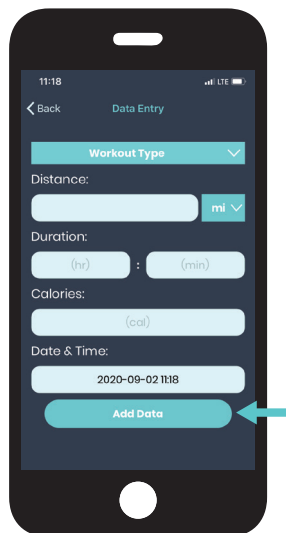 11:18 LTE
Back Data Entry
Workout Type
Distance:
mi
Duration:
(hr) : (min)
Calories:
(cal)
Date & Time:
2020-09-02 11:18
Add Data